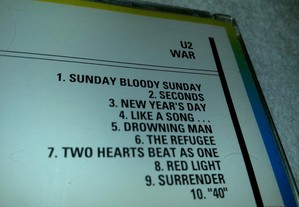 U2
WAR
1. SUNDAY BLOODY SUNDAY
2. SECONDS
3. NEW YEAR'S DAY
4. LIKE A SONG . . .
5. DROWNING MAN
6. THE REFUGEE
7. TWO HEARTS BEAT AS ONE
8. RED LIGHT
9. SURRENDER
10. "40"